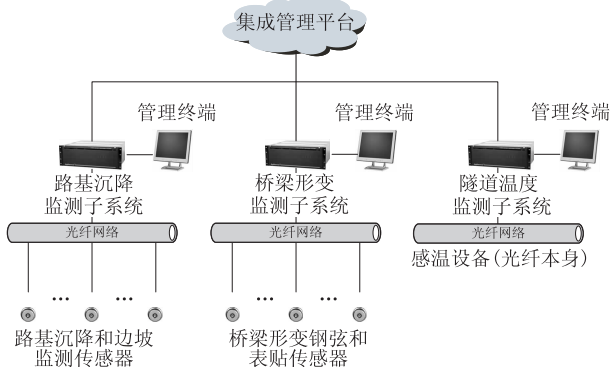 集成管理平台
管理终端
管理终端
管理终端
路基沉降
监测子系统
桥梁形变
监测子系统
隧道温度
监测子系统
光纤网络
光纤网络
光纤网络
感温设备(光纤本身)
...
...
...
...
路基沉降和边坡
监测传感器
桥梁形变钢弦和
表贴传感器